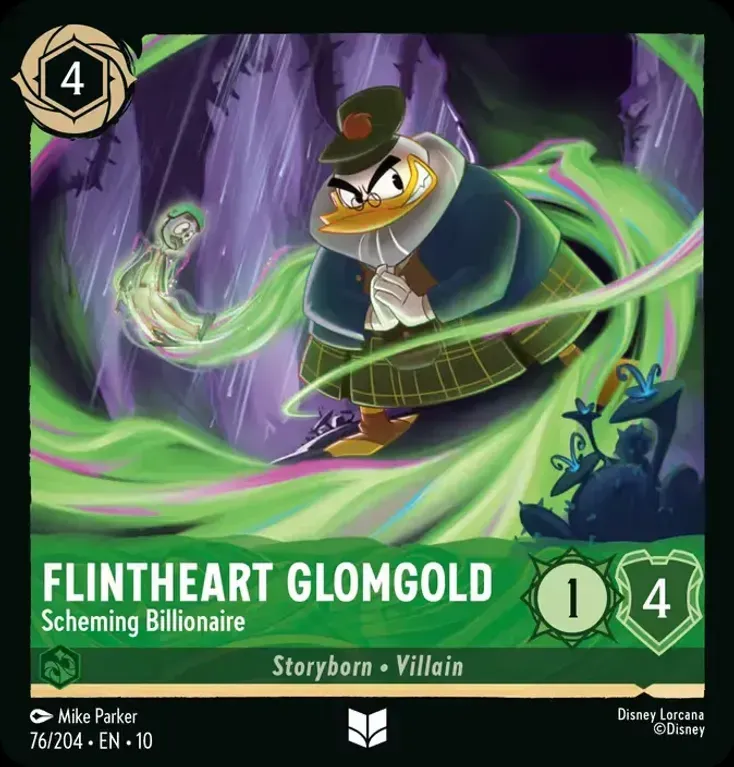 4
FLINTHEART GLOMGOLD
Scheming Billionaire
1
4
Storyborn • Villain
Mike Parker
76/204 • EN • 10
Disney Lorcana
©Disney